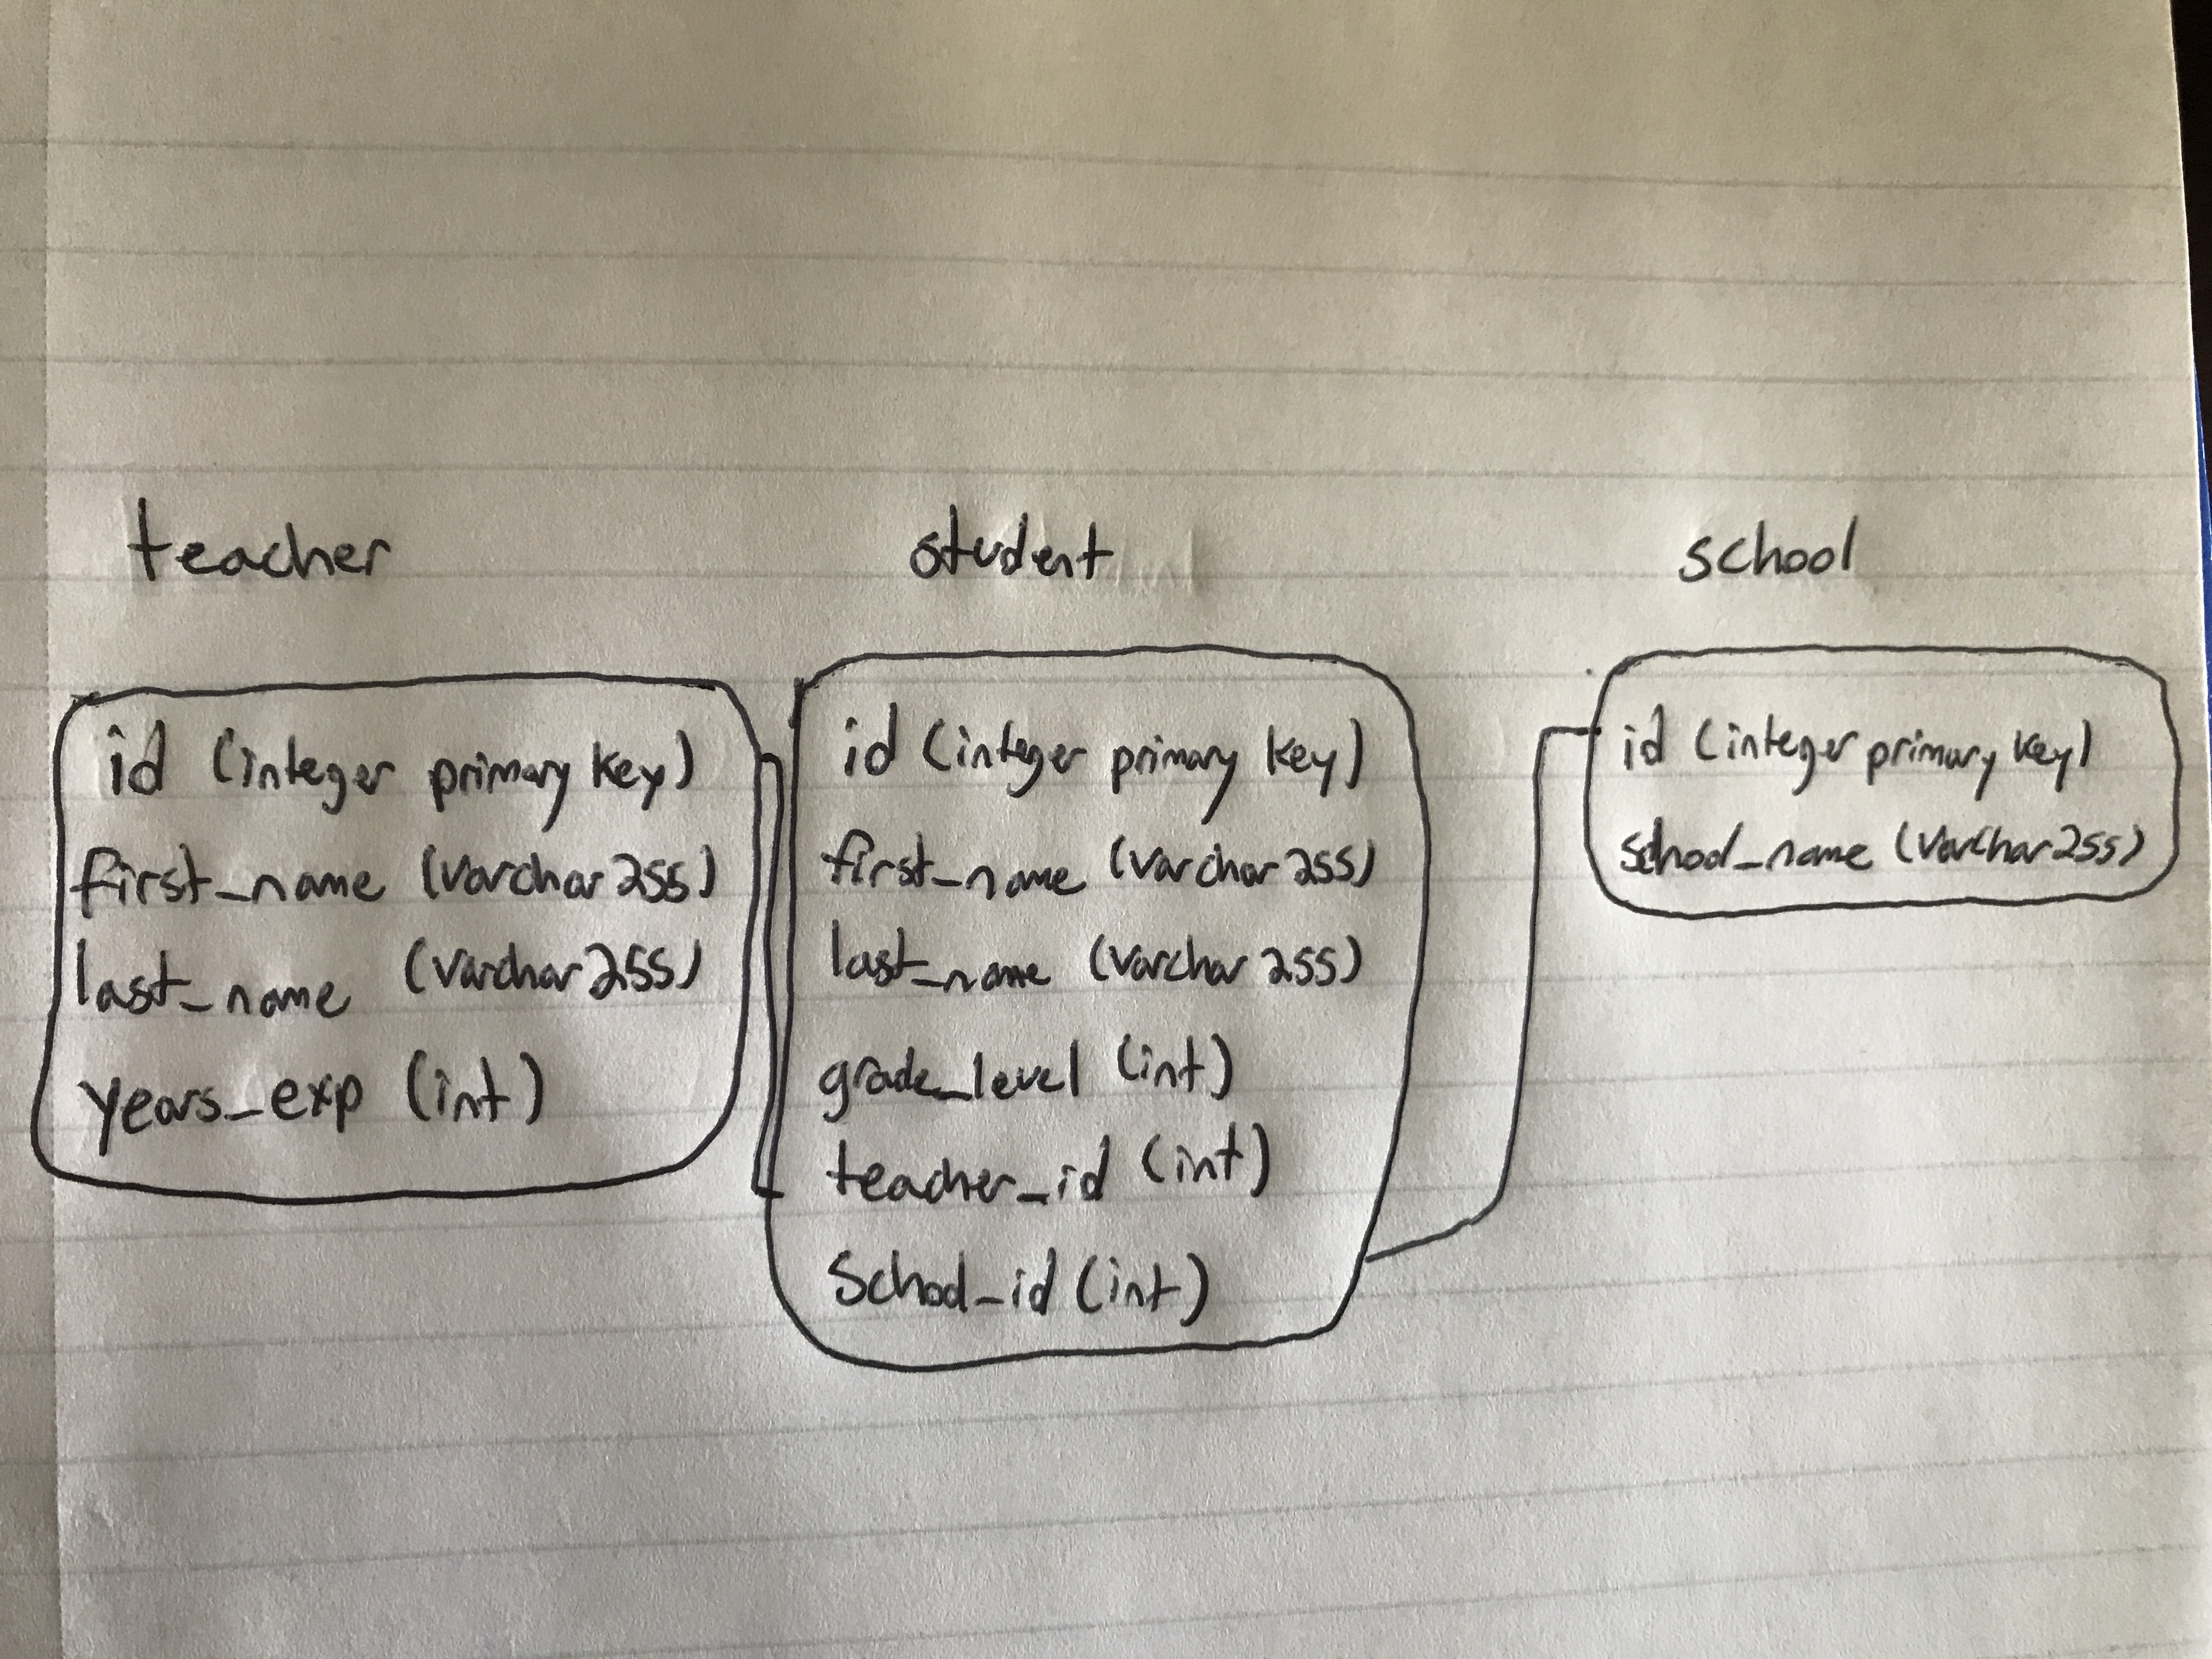 teacher
id (integer primary key)
first_name (varchar 255)
last_name (varchar 255)
years_exp (int)
student
id (integer primary key)
first_name (varchar 255)
last_name (varchar 255)
grade_level (int)
teacher_id (int)
School_id (int)
school
id (integer primary key)
school_name (varchar 255)